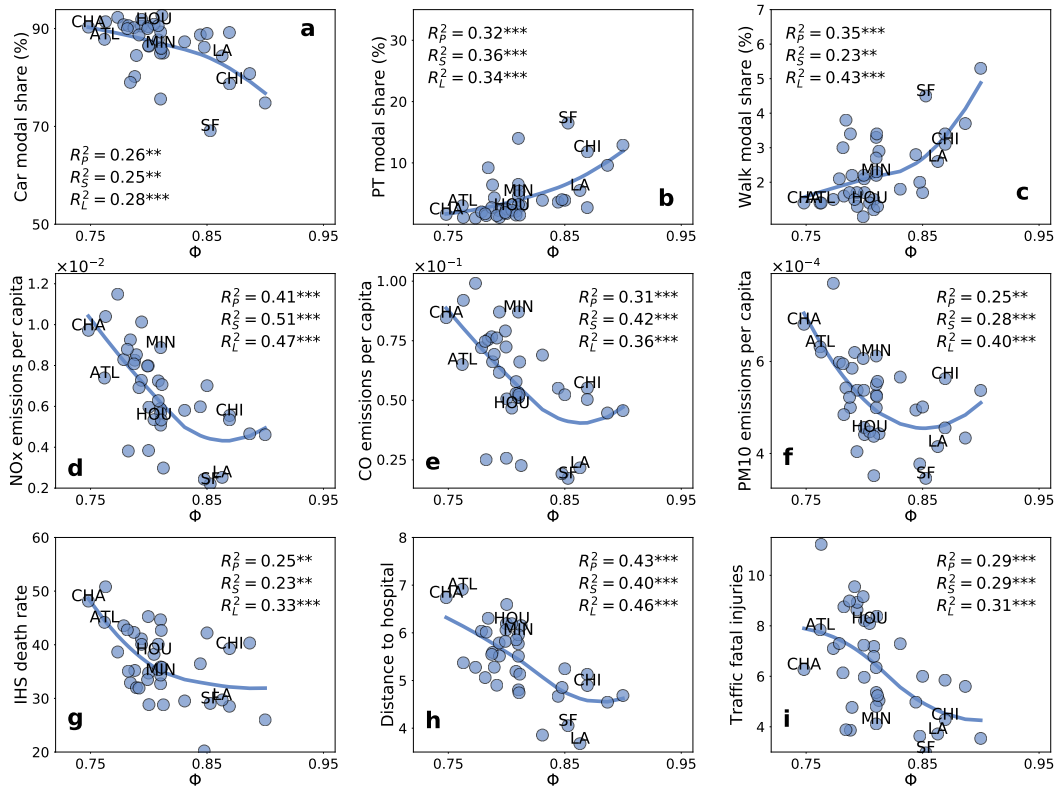 a
Car modal share (%)
90
70
50
CHA
HOU
ATL
MIN
LA
CHI
SF
R²_P = 0.26**
R²_S = 0.25**
R²_L = 0.28***
0.75 0.85 0.95
Φ
b
PT modal share (%)
30
20
10
R²_P = 0.32***
R²_S = 0.36***
R²_L = 0.34***
SF
CHI
LA
MIN
ATL
CHA
HOU
0.75 0.85 0.95
Φ
c
Walk modal share (%)
7
6
5
4
3
2
R²_P = 0.35***
R²_S = 0.23**
R²_L = 0.43***
SF
CHI
LA
MIN
CHA
ATL
HOU
0.75 0.85 0.95
Φ
d
×10⁻²
NOx emissions per capita
1.2
1.0
0.8
0.6
0.4
0.2
R²_P = 0.41***
R²_S = 0.51***
R²_L = 0.47***
CHA
MIN
ATL
CHI
HOU
LA
SF
0.75 0.85 0.95
Φ
e
×10⁻¹
CO emissions per capita
1.00
0.75
0.50
0.25
R²_P = 0.31***
R²_S = 0.42***
R²_L = 0.36***
CHA
MIN
ATL
CHI
HOU
LA
SF
0.75 0.85 0.95
Φ
f
×10⁻⁴
PM10 emissions per capita
6
4
R²_P = 0.25**
R²_S = 0.28***
R²_L = 0.40***
CHA
ATL
MIN
CHI
HOU
LA
SF
0.75 0.85 0.95
Φ
g
IHS death rate
60
50
40
30
20
R²_P = 0.25**
R²_S = 0.23**
R²_L = 0.33***
CHA
ATL
CHI
HOU
MIN
LA
SF
0.75 0.85 0.95
Φ
h
Distance to hospital
8
7
6
5
4
R²_P = 0.43***
R²_S = 0.40***
R²_L = 0.46***
ATL
CHA
HOU
MIN
CHI
SF
LA
0.75 0.85 0.95
Φ
i
Traffic fatal injuries
10
8
6
4
R²_P = 0.29***
R²_S = 0.29***
R²_L = 0.31***
HOU
ATL
CHA
CHI
MIN
LA
SF
0.75 0.85 0.95
Φ